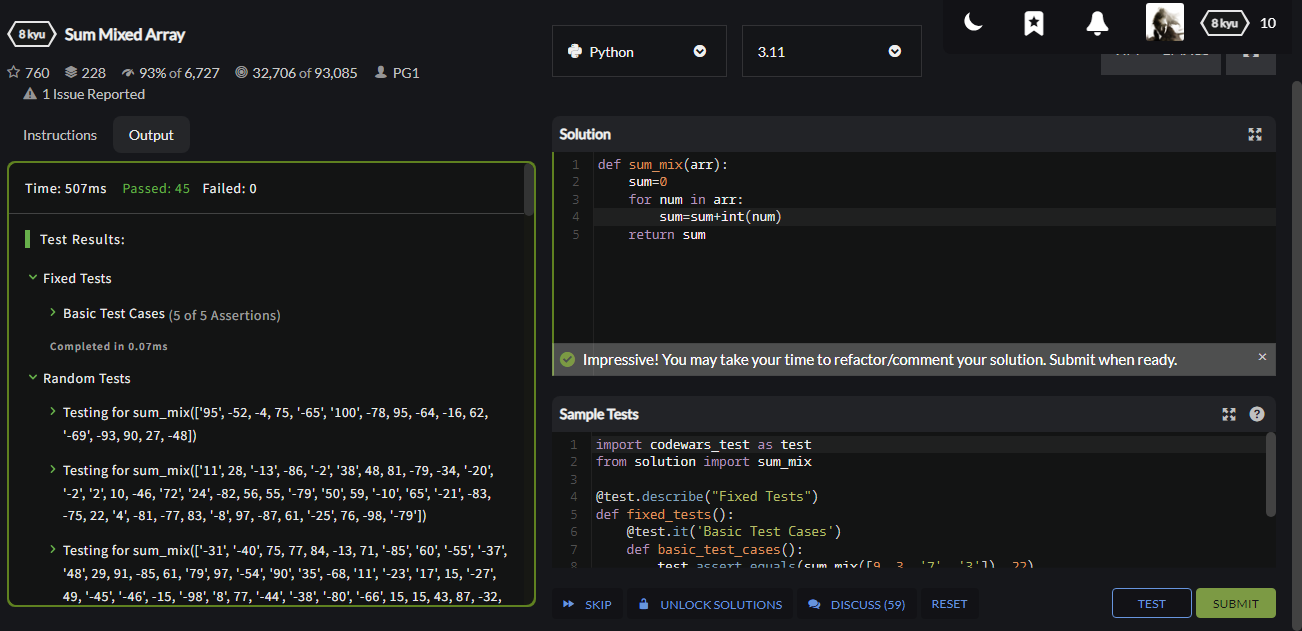 8 kyu Sum Mixed Array
760 228 93% of 6,727 32,706 of 93,085 PG1
1 Issue Reported
Python
3.11
8 kyu 10
Instructions Output
Time: 507ms Passed: 45 Failed: 0
Test Results:
Fixed Tests
Basic Test Cases (5 of 5 Assertions)
Completed in 0.07ms
Random Tests
Testing for sum_mix(['95', -52, -4, 75, '-65', '100', -78, 95, -64, -16, 62,
'-69', -93, 90, 27, -48])
Testing for sum_mix(['11', 28, '-13', -86, '-2', '38', 48, 81, -79, -34, '-20',
'-2', '2', 10, -46, '72', '24', -82, 56, 55, '-79', '50', 59, '-10', '65', '-21', -83,
-75, 22, '4', -81, -77, 83, '-8', 97, -87, 61, '-25', 76, -98, '-79'])
Testing for sum_mix(['-31', '-40', 75, 77, 84, -13, 71, '-85', '60', '-55', '-37',
'48', 29, 91, -85, 61, '79', 97, '-54', '90', '35', -68, '11', '-23', '17', 15, '-27',
49, '-45', '-46', -15, '-98', '8', 77, '-44', '-38', '-80', '-66', 15, 15, 43, 87, -32,
Solution
1 def sum_mix(arr):
2 sum=0
3 for num in arr:
4 sum=sum+int(num)
5 return sum
Impressive! You may take your time to refactor/comment your solution. Submit when ready.
Sample Tests
1 import codewars_test as test
2 from solution import sum_mix
3
4 @test.describe("Fixed Tests")
5 def fixed_tests():
6 @test.it('Basic Test Cases')
7 def basic_test_cases():
8 test.assert_equals(sum_mix([9, 3, '7', '3']), 22)
SKIP UNLOCK SOLUTIONS DISCUSS (59) RESET TEST SUBMIT